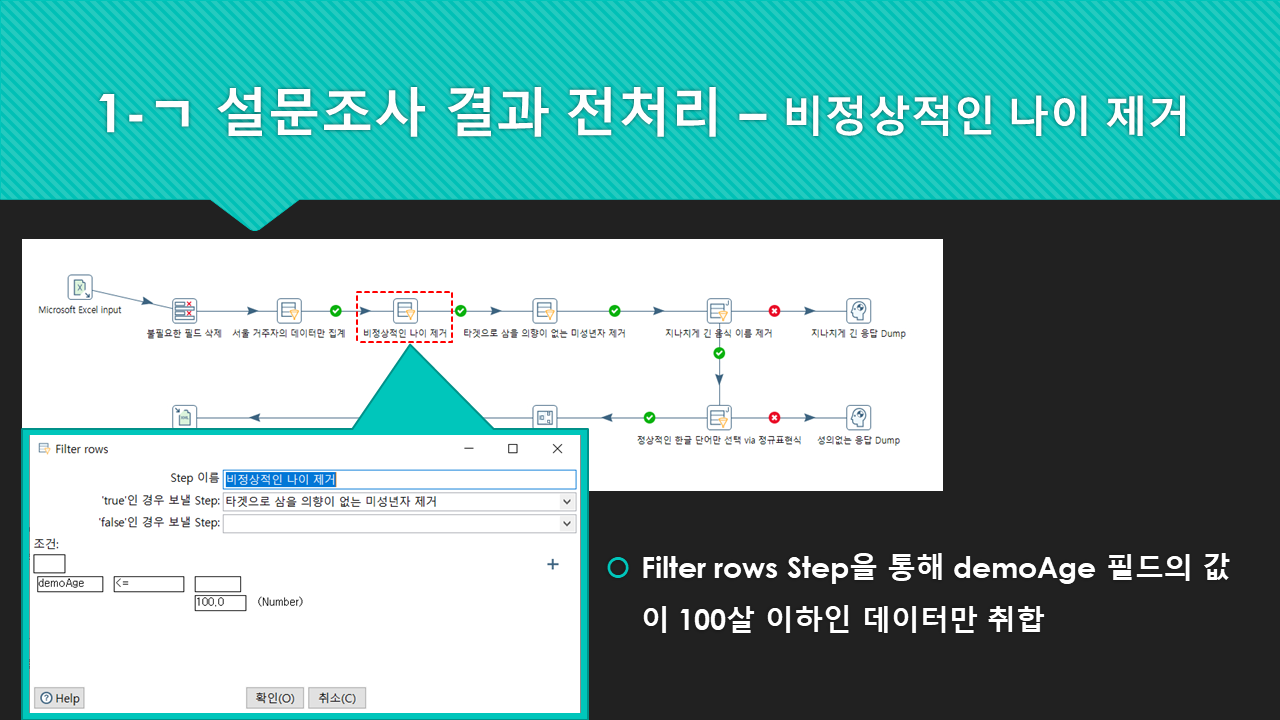 1-ㄱ 설문조사 결과 전처리 – 비정상적인 나이 제거
Microsoft Excel Input
불필요한 필드 삭제
서울 거주자의 데이터만 집계
비정상적인 나이 제거
타겟으로 삼을 의향이 없는 미성년자 제거
지나치게 긴 음식 이름 제거
지나치게 긴 응답 Dump
정상적인 한글 단어만 선택 via 정규표현식
성의없는 응답 Dump
Filter rows
Step 이름 비정상적인 나이 제거
'true'인 경우 보낼 Step: 타겟으로 삼을 의향이 없는 미성년자 제거
'false'인 경우 보낼 Step:
조건:
demoAge <=
100,0 (Number)
Help 확인(O) 취소(C)
Filter rows Step을 통해 demoAge 필드의 값
이 100살 이하인 데이터만 취합